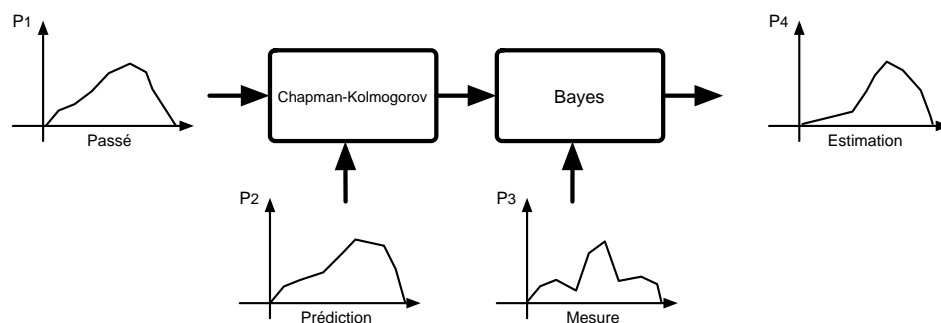 P1
Passé
Chapman-Kolmogorov
Bayes
P4
Estimation
P2
Prédiction
P3
Mesure